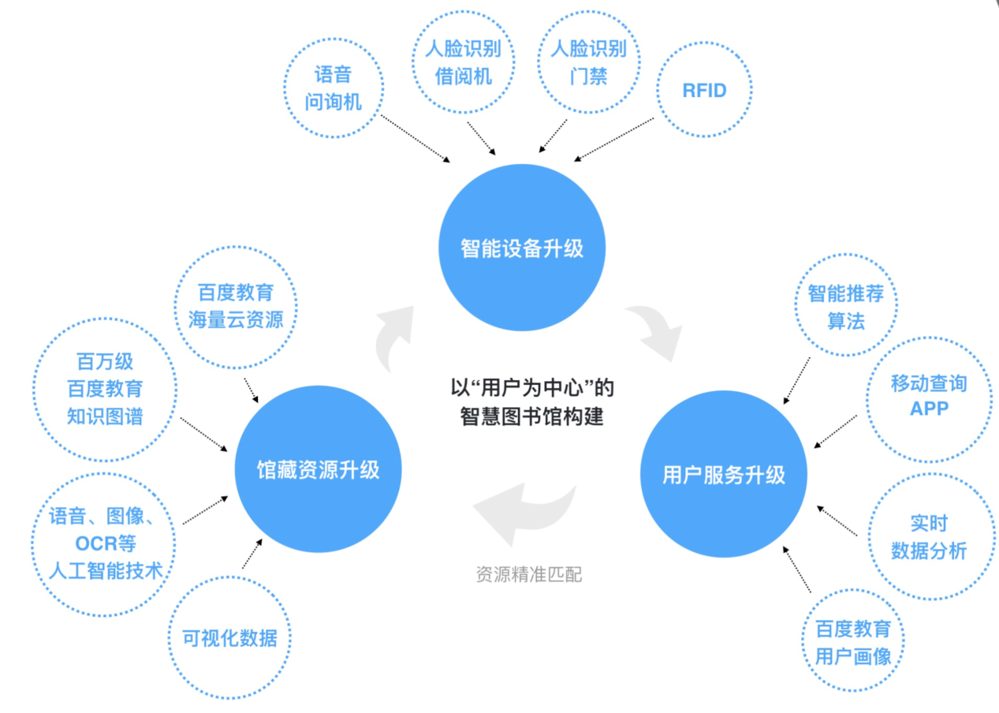 语音
问询机
人脸识别
借阅机
人脸识别
门禁
RFID
智能设备升级
百度教育
海量云资源
百万级
百度教育
知识图谱
语音、图像、
OCR等
人工智能技术
可视化数据
馆藏资源升级
以“用户为中心”的
智慧图书馆构建
资源精准匹配
用户服务升级
智能推荐
算法
移动查询
APP
实时
数据分析
百度教育
用户画像